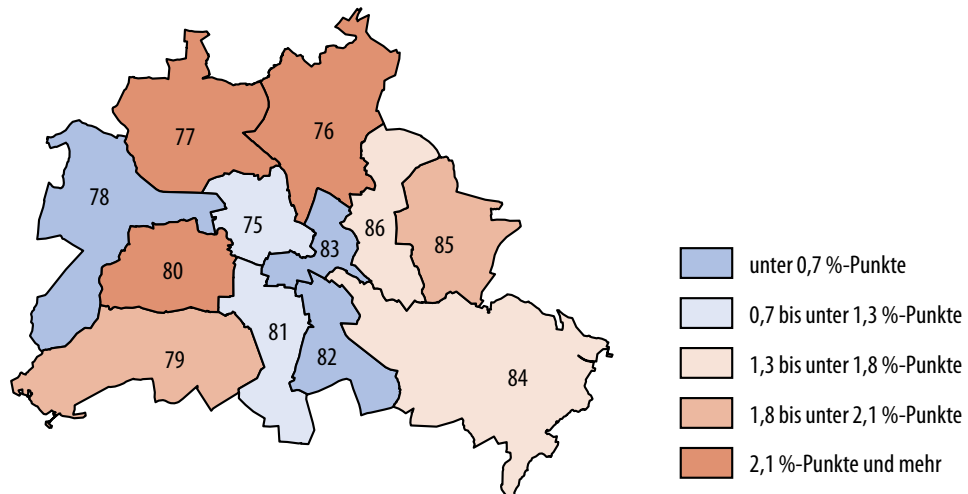 77
76
78
75
86
83
85
80
81
79
82
84
unter 0,7 %-Punkte
0,7 bis unter 1,3 %-Punkte
1,3 bis unter 1,8 %-Punkte
1,8 bis unter 2,1 %-Punkte
2,1 %-Punkte und mehr